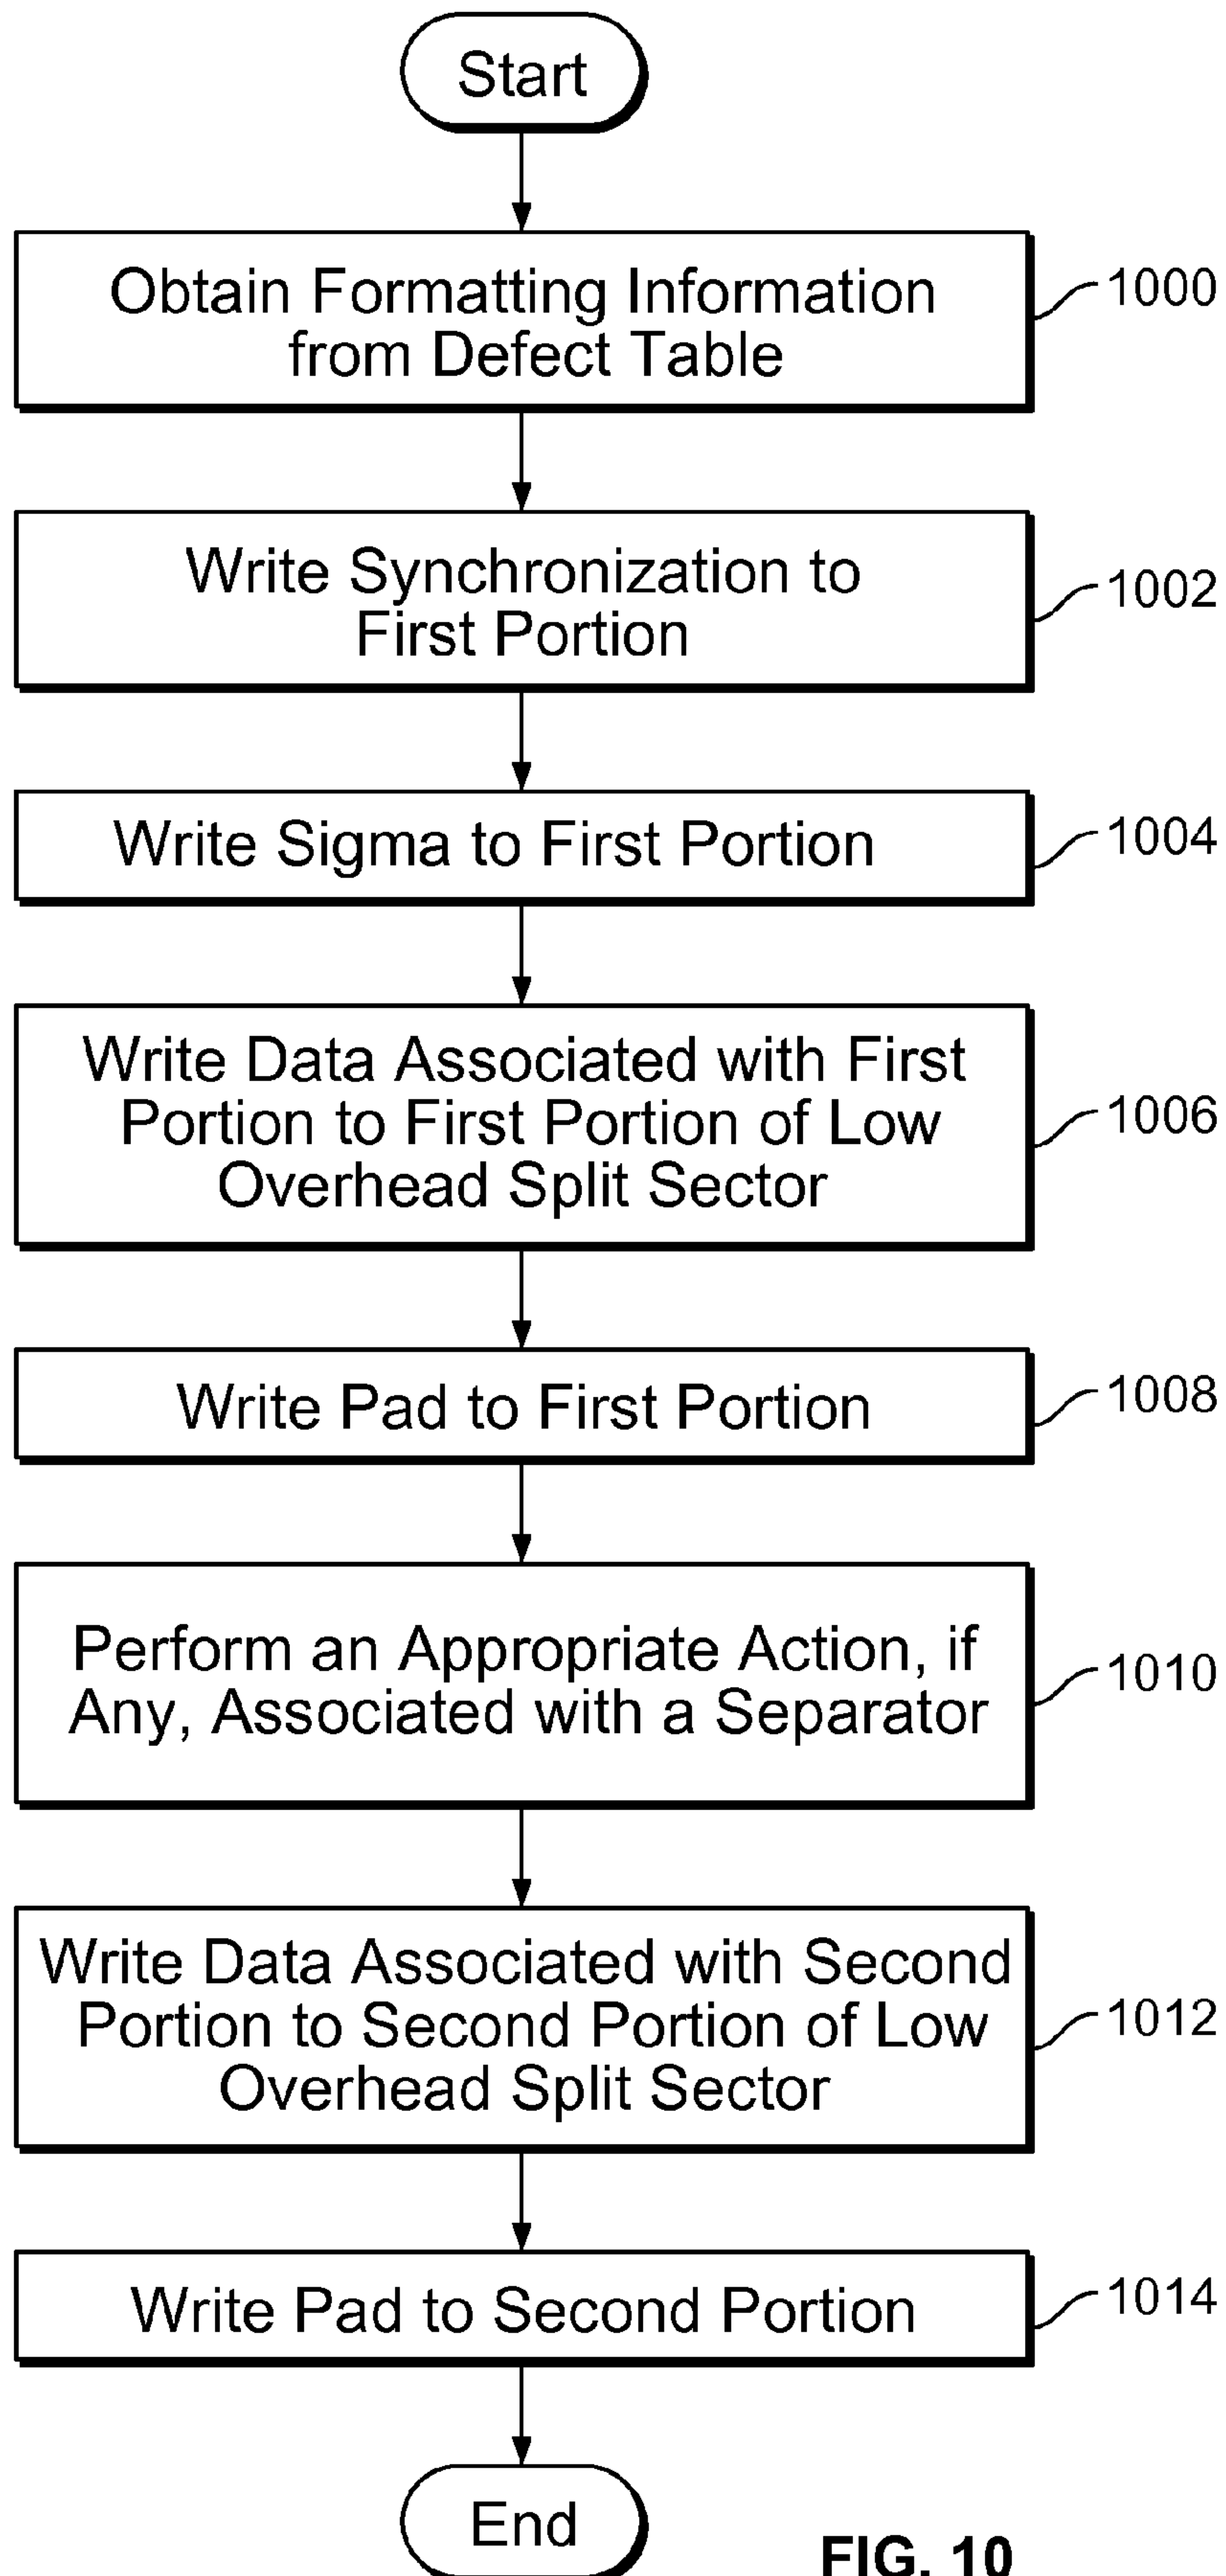 Start
Obtain Formatting Information
from Defect Table
1000
Write Synchronization to
First Portion
1002
Write Sigma to First Portion
1004
Write Data Associated with First
Portion to First Portion of Low
Overhead Split Sector
1006
Write Pad to First Portion
1008
Perform an Appropriate Action, if
Any, Associated with a Separator
1010
Write Data Associated with Second
Portion to Second Portion of Low
Overhead Split Sector
1012
Write Pad to Second Portion
1014
End
FIG. 10